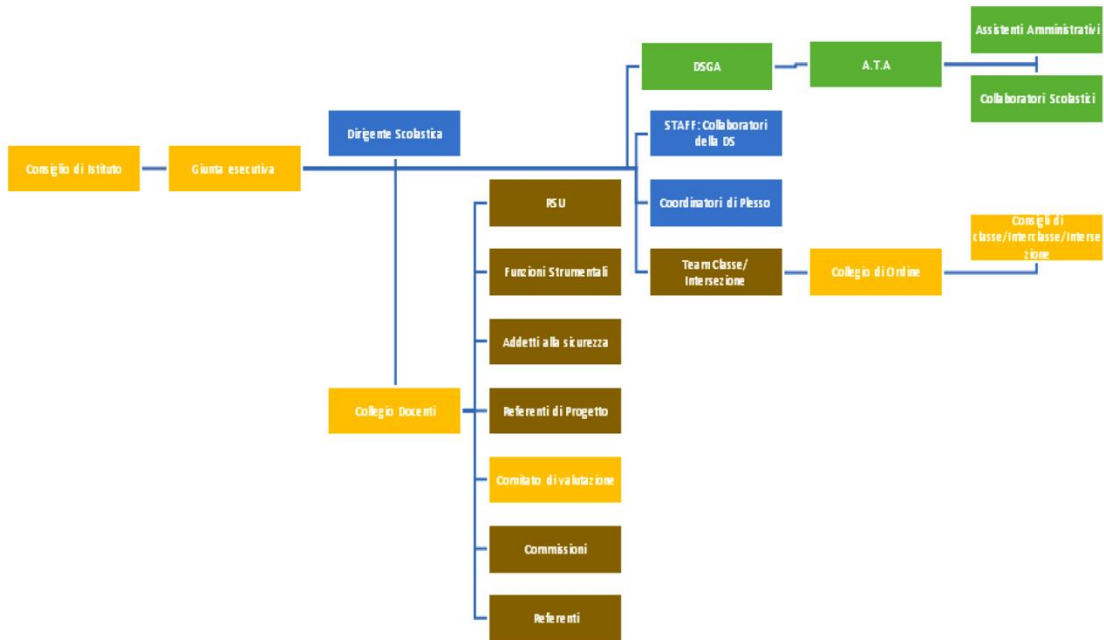 Assistenti Amministrativi
DSGA
A.T.A
Collaboratori Scolastici
Dirigente Scolastica
STAFF: Collaboratori
della DS
Consiglio di Istituto
Giunta esecutiva
RSU
Coordinatori di Plesso
Consigli di
classe/Interclasse/Interse
zione
Funzioni Strumentali
Team Classe/
Intersezione
Collegio di Ordine
Addetti alla sicurezza
Collegio Docenti
Referenti di Progetto
Comitato di valutazione
Commissioni
Referenti